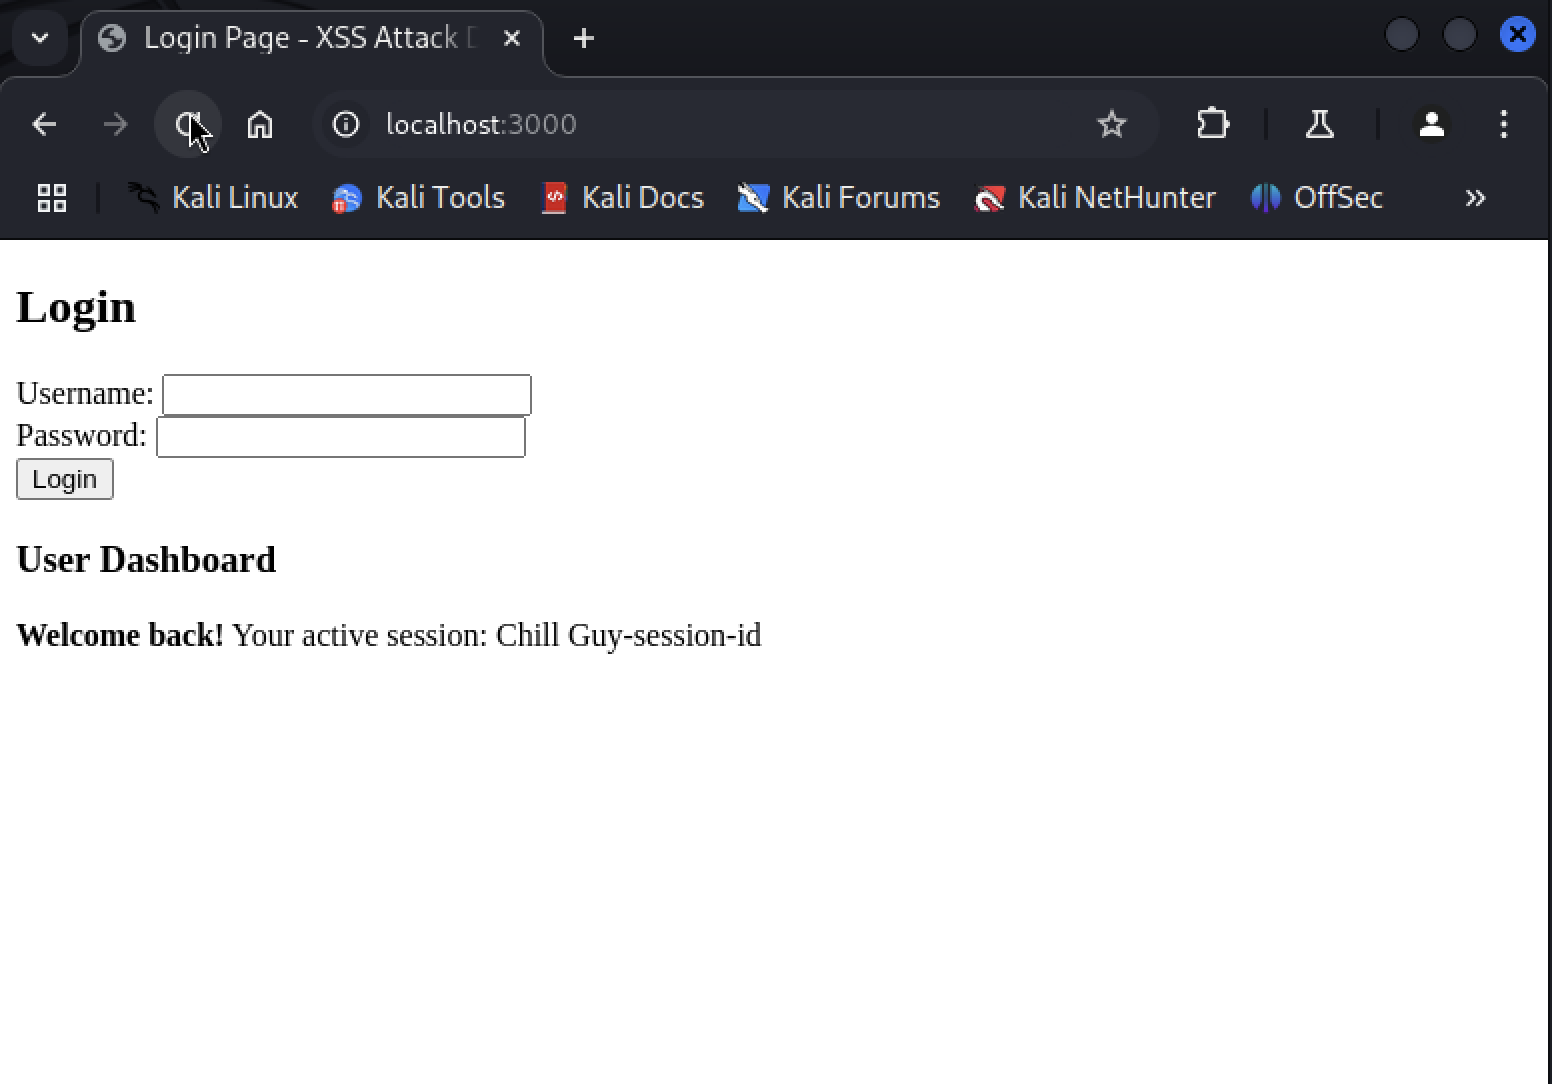 Login Page - XSS Attack
localhost:3000
Kali Linux Kali Tools Kali Docs Kali Forums Kali NetHunter OffSec
Login
Username:
Password:
Login
User Dashboard
Welcome back! Your active session: Chill Guy-session-id